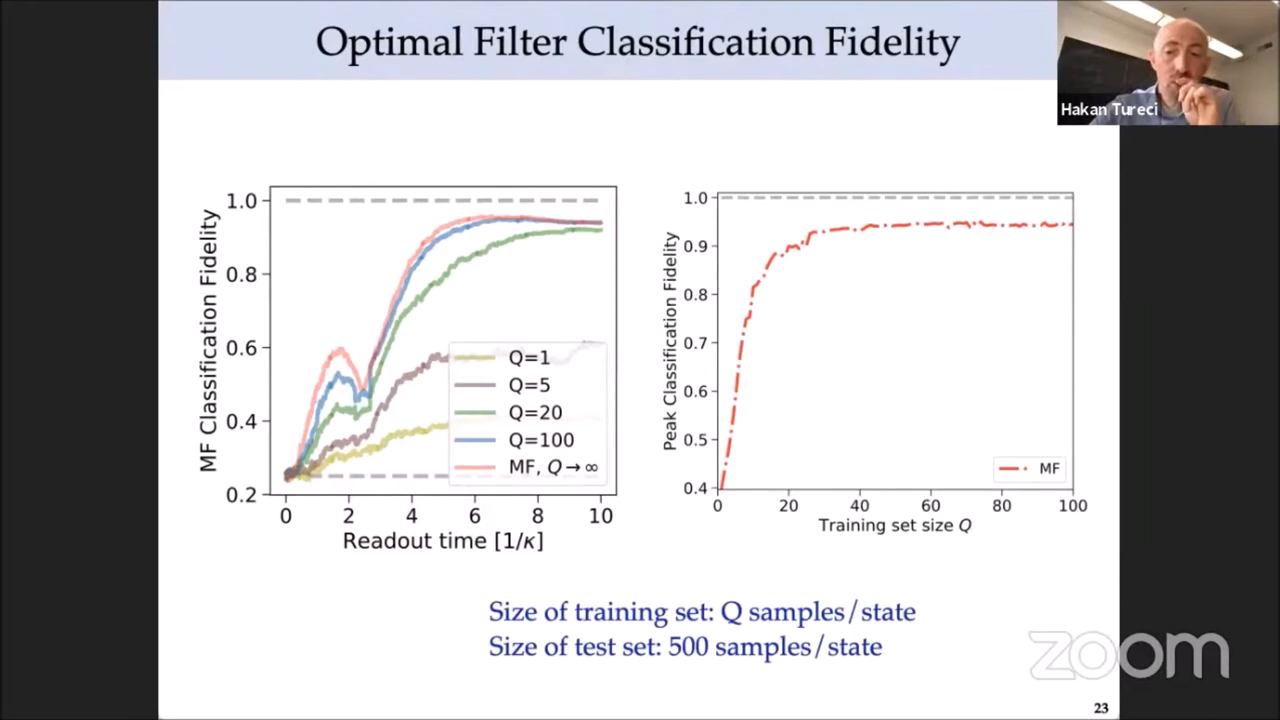 Optimal Filter Classification Fidelity
Hakan Tureci
MF Classification Fidelity
1.0
0.8
0.6
0.4
0.2
Q=1
Q=5
Q=20
Q=100
MF, Q→∞
0 2 4 6 8 10
Readout time [1/κ]
Peak Classification Fidelity
1.0
0.9
0.8
0.7
0.6
0.5
0.4
MF
0 20 40 60 80 100
Training set size Q
Size of training set: Q samples/state
Size of test set: 500 samples/state
zoom
23